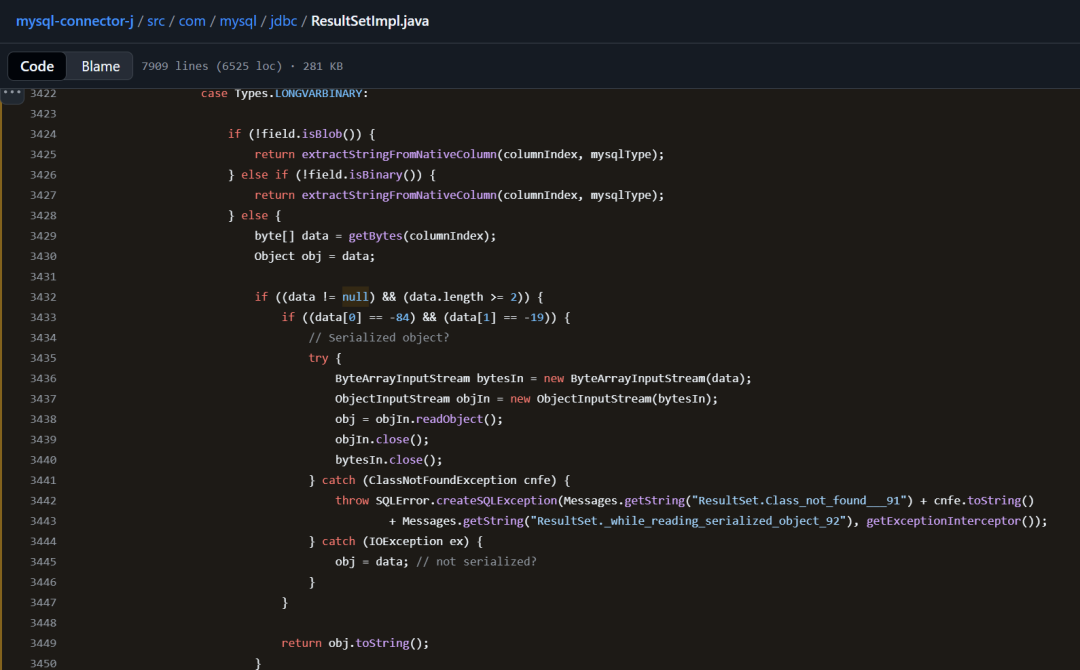 mysql-connector-j / src / com / mysql / jdbc / ResultSetImpl.java
Code Blame 7909 lines (6525 loc) · 281 KB
3422 case Types.LONGVARBINARY:
3423
3424 if (!field.isBlob()) {
3425 return extractStringFromNativeColumn(columnIndex, mysqlType);
3426 } else if (!field.isBinary()) {
3427 return extractStringFromNativeColumn(columnIndex, mysqlType);
3428 } else {
3429 byte[] data = getBytes(columnIndex);
3430 Object obj = data;
3431
3432 if ((data != null) && (data.length >= 2)) {
3433 if ((data[0] == -84) && (data[1] == -19)) {
3434 // Serialized object?
3435 try {
3436 ByteArrayInputStream bytesIn = new ByteArrayInputStream(data);
3437 ObjectInputStream objIn = new ObjectInputStream(bytesIn);
3438 obj = objIn.readObject();
3439 objIn.close();
3440 bytesIn.close();
3441 } catch (ClassNotFoundException cnfe) {
3442 throw SQLError.createSQLException(Messages.getString("ResultSet.Class_not_found___91") + cnfe.toString()
3443 + Messages.getString("ResultSet._while_reading_serialized_object_92"), getExceptionInterceptor());
3444 } catch (IOException ex) {
3445 obj = data; // not serialized?
3446 }
3447 }
3448
3449 return obj.toString();
3450 }